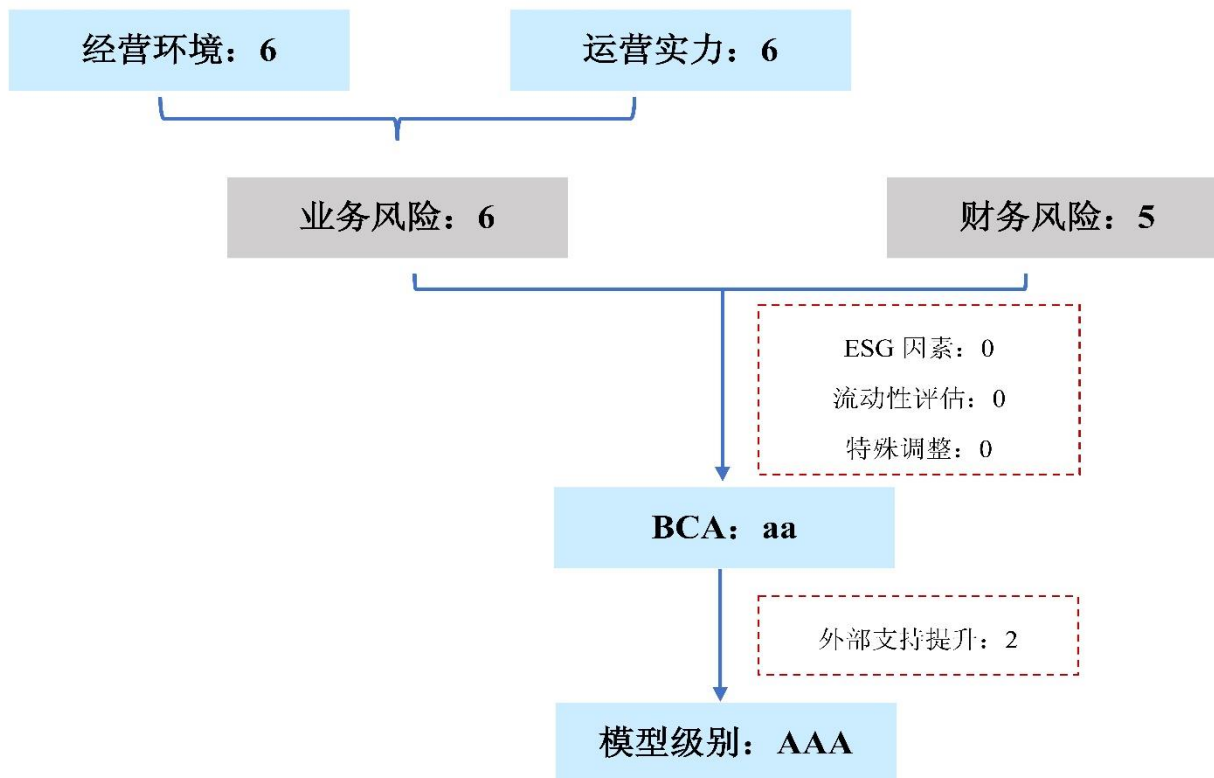 经营环境：6
运营实力：6
业务风险：6
财务风险：5
ESG 因素：0
流动性评估：0
特殊调整：0
BCA：aa
外部支持提升：2
模型级别：AAA